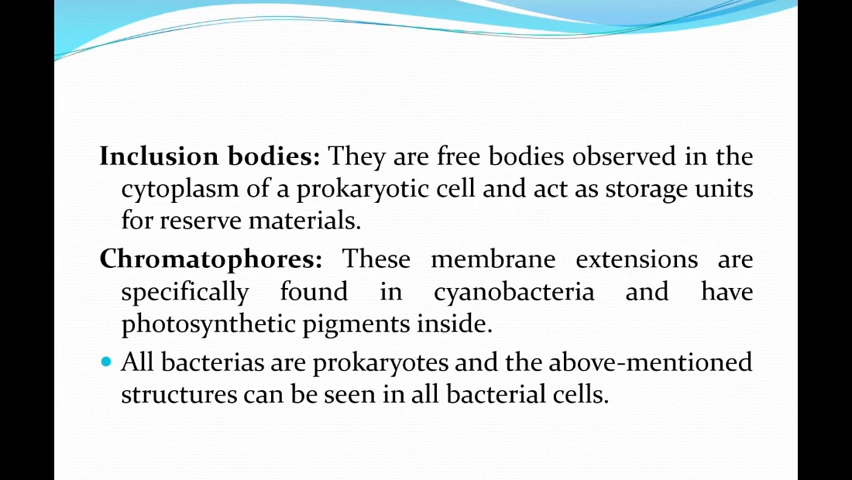 Inclusion bodies: They are free bodies observed in the
cytoplasm of a prokaryotic cell and act as storage units
for reserve materials.
Chromatophores: These membrane extensions are
specifically found in cyanobacteria and have
photosynthetic pigments inside.
• All bacterias are prokaryotes and the above-mentioned
structures can be seen in all bacterial cells.